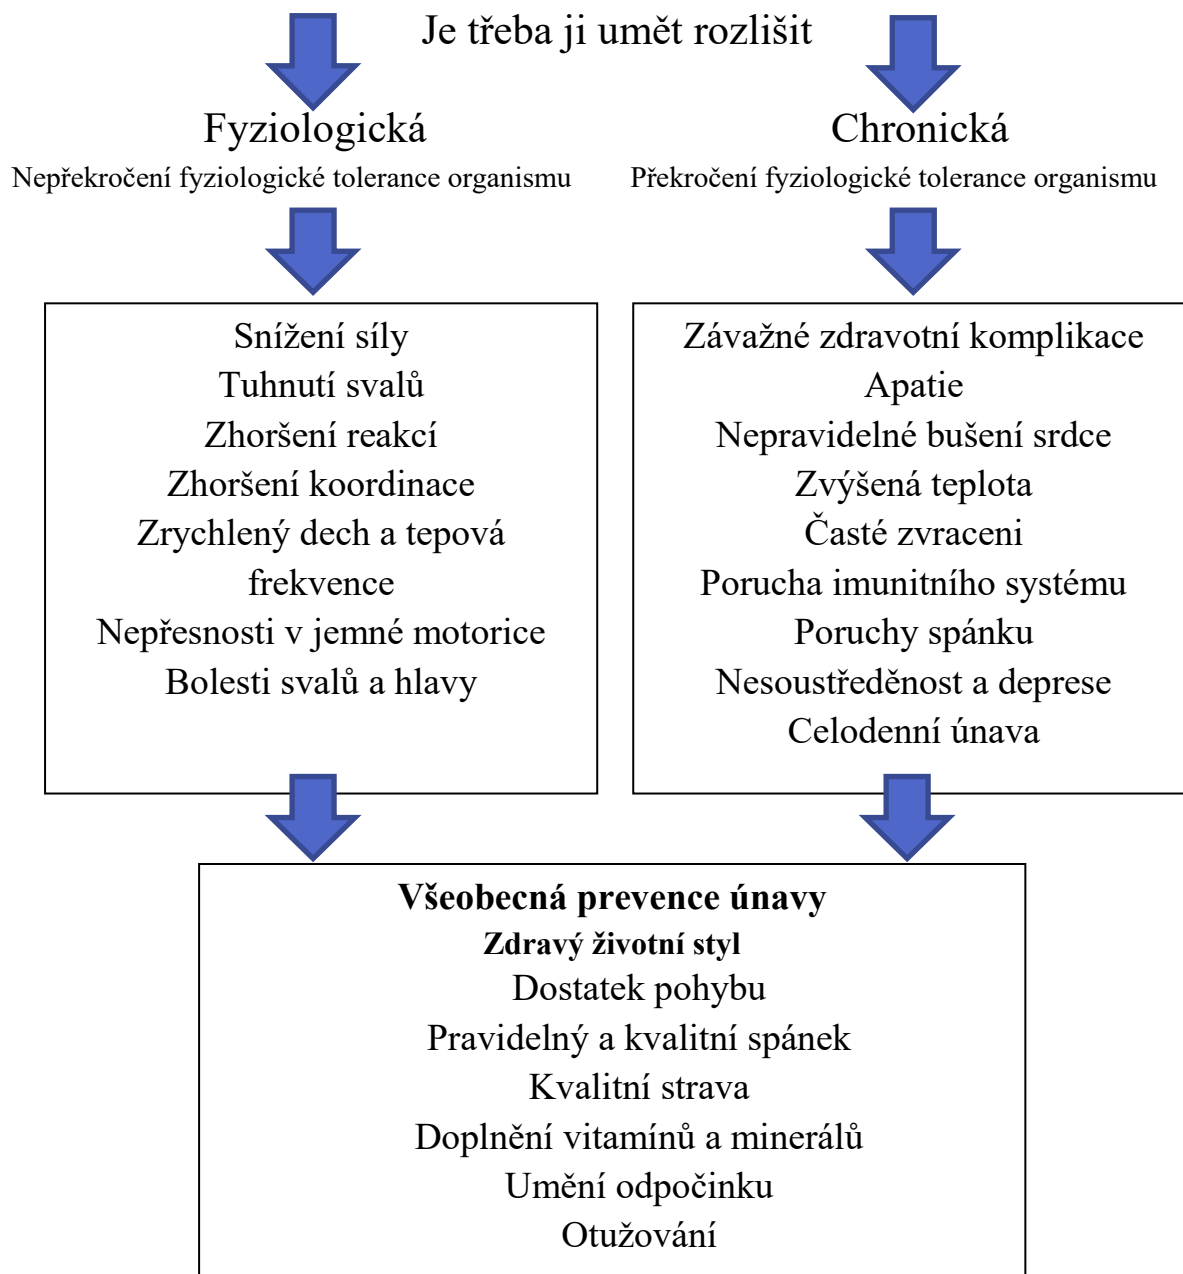 Je třeba ji umět rozlišit
Fyziologická
Nepřekročení fyziologické tolerance organismu
Chronická
Překročení fyziologické tolerance organismu
Snížení síly
Tuhnutí svalů
Zhoršení reakcí
Zhoršení koordinace
Zrychlený dech a tepová
frekvence
Nepřesnosti v jemné motorice
Bolesti svalů a hlavy
Závažné zdravotní komplikace
Apatie
Nepravidelné bušení srdce
Zvýšená teplota
Časté zvraceni
Porucha imunitního systému
Poruchy spánku
Nesoustředěnost a deprese
Celodenní únava
Všeobecná prevence únavy
Zdravý životní styl
Dostatek pohybu
Pravidelný a kvalitní spánek
Kvalitní strava
Doplnění vitamínů a minerálů
Umění odpočinku
Otužování